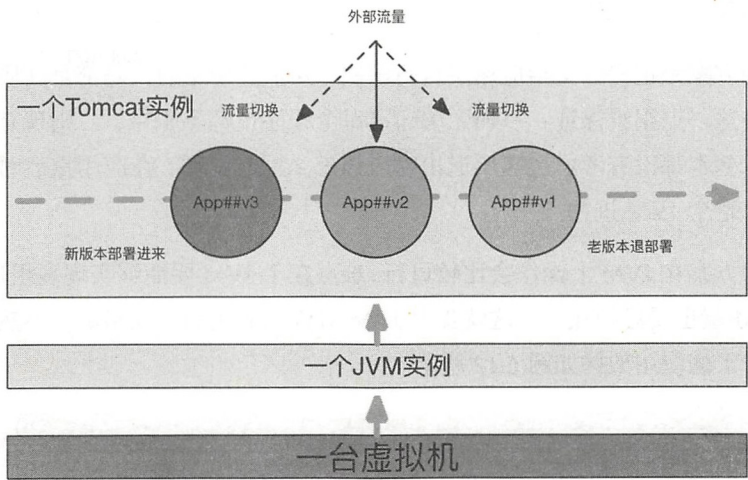 外部流量
一个Tomcat实例
流量切换
流量切换
App##v3
App##v2
App##v1
新版本部署进来
老版本退部署
一个JVM实例
一台虚拟机